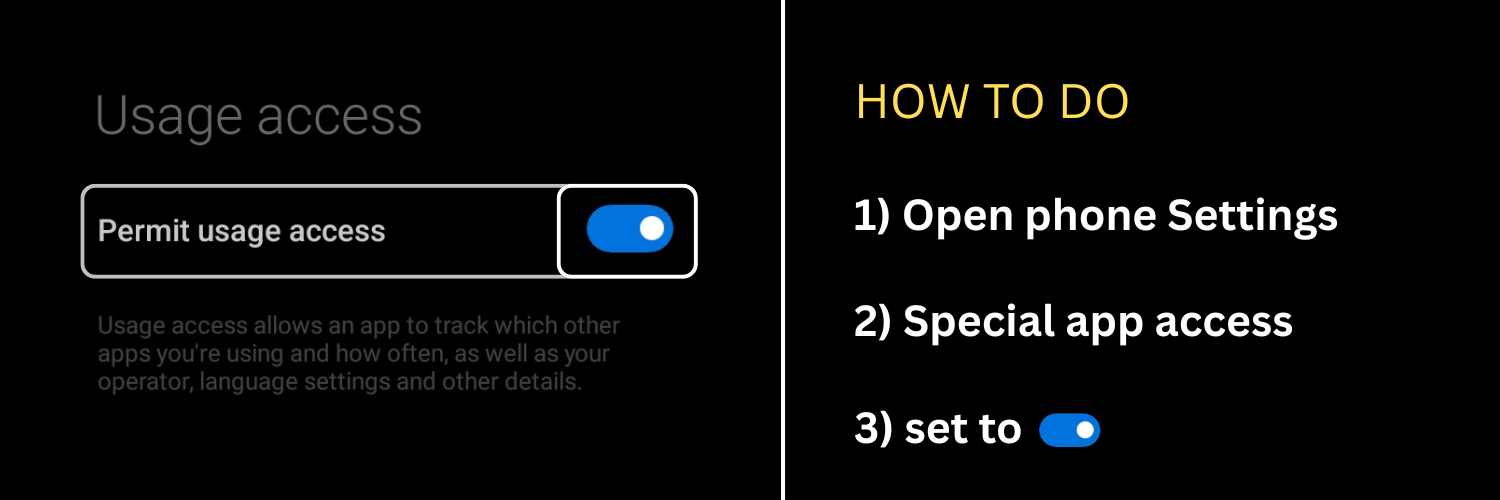 Usage access
Permit usage access
Usage access allows an app to track which other
apps you're using and how often, as well as your
operator, language settings and other details.
HOW TO DO
1) Open phone Settings
2) Special app access
3) set to